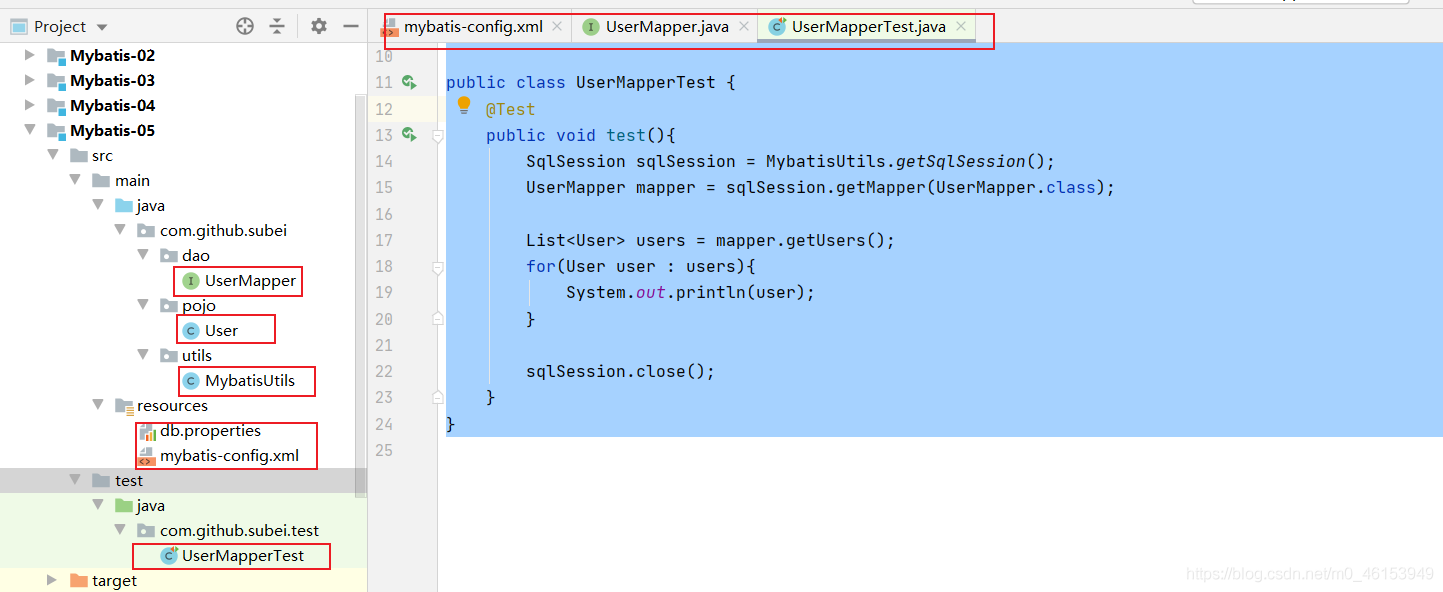 Project
Mybatis-02
Mybatis-03
Mybatis-04
Mybatis-05
src
main
java
com.github.subei
dao
UserMapper
pojo
User
utils
MybatisUtils
resources
db.properties
mybatis-config.xml
test
java
com.github.subei.test
UserMapperTest
target
mybatis-config.xml UserMapper.java UserMapperTest.java
10
11 public class UserMapperTest {
12 @Test
13 public void test(){
14 SqlSession sqlSession = MybatisUtils.getSqlSession();
15 UserMapper mapper = sqlSession.getMapper(UserMapper.class);
16
17 List<User> users = mapper.getUsers();
18 for(User user : users){
19 System.out.println(user);
20 }
21
22 sqlSession.close();
23 }
24 }
25
https://blog.csdn.net/m0_46153949